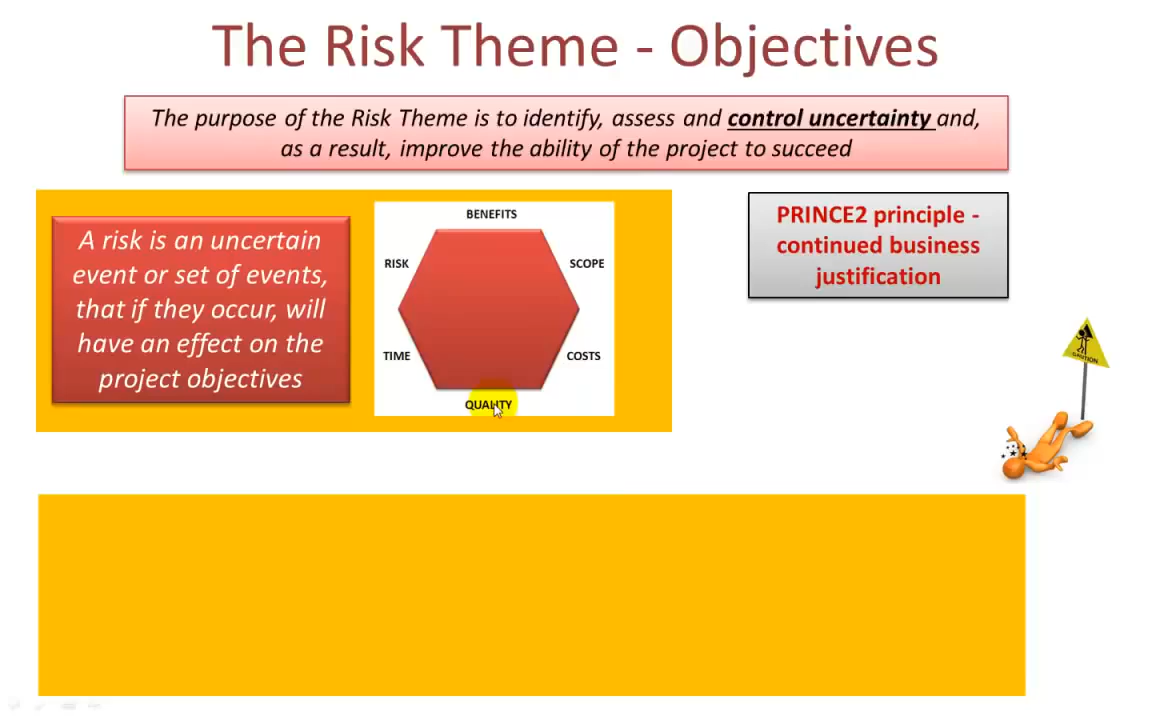 The Risk Theme - Objectives
The purpose of the Risk Theme is to identify, assess and control uncertainty and,
as a result, improve the ability of the project to succeed
A risk is an uncertain
event or set of events,
that if they occur, will
have an effect on the
project objectives
BENEFITS
RISK
SCOPE
TIME
COSTS
QUALITY
PRINCE2 principle -
continued business
justification
CAUTION